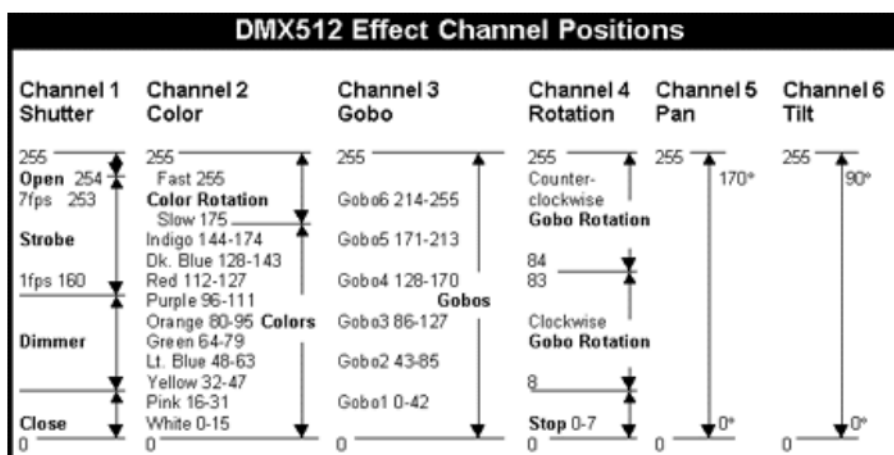 DMX512 Effect Channel Positions
Channel 1
Shutter
255
Open 254
7fps 253
Strobe
1fps 160
Dimmer
Close
0
Channel 2
Color
255
Fast 255
Color Rotation
Slow 175
Indigo 144-174
Dk. Blue 128-143
Red 112-127
Purple 96-111
Orange 80-95 Colors
Green 64-79
Lt. Blue 48-63
Yellow 32-47
Pink 16-31
White 0-15
0
Channel 3
Gobo
255
Gobo6 214-255
Gobo5 171-213
Gobo4 128-170
Gobos
Gobo3 86-127
Gobo2 43-85
Gobo1 0-42
0
Channel 4
Rotation
255
Counter-
clockwise
Gobo Rotation
84
83
Clockwise
Gobo Rotation
8
Stop 0-7
0
Channel 5
Pan
255
170°
0°
0
Channel 6
Tilt
255
90°
0°
0